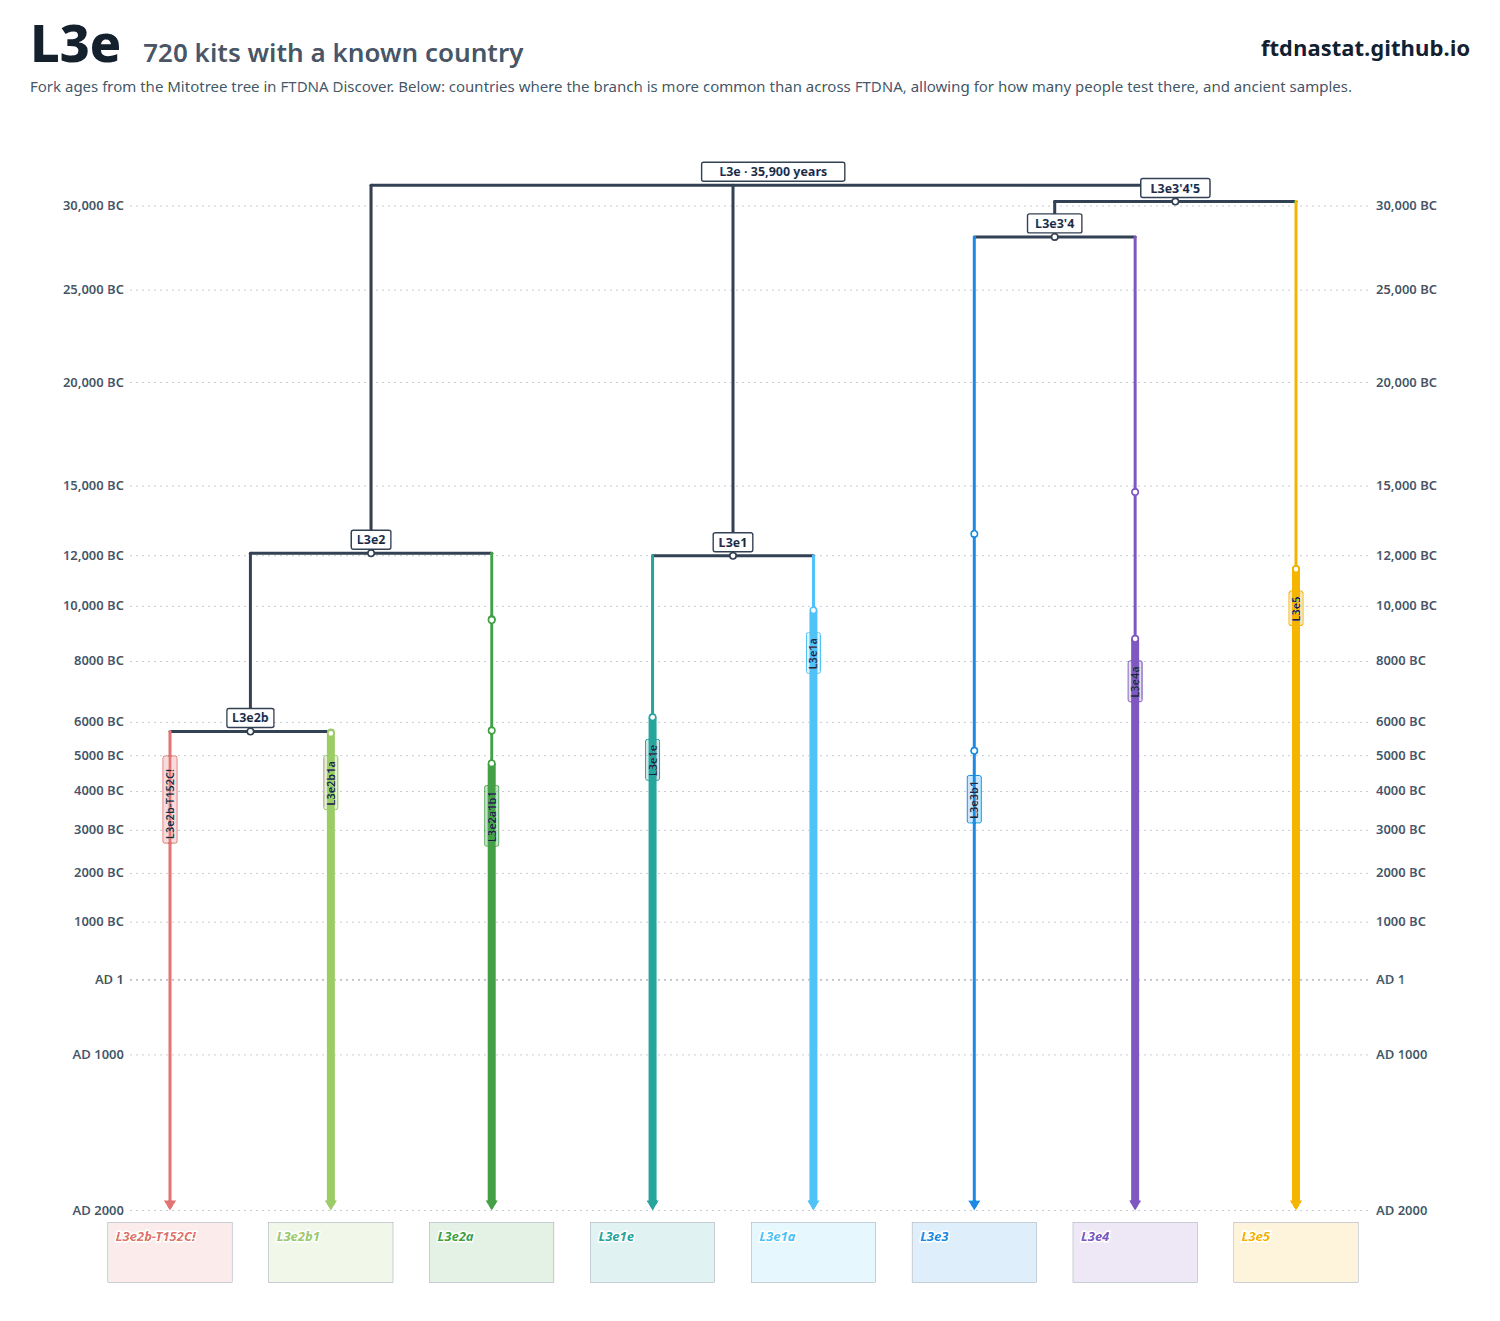 L3e 720 kits with a known country
ftdnastat.github.io
Fork ages from the Mitotree tree in FTDNA Discover. Below: countries where the branch is more common than across FTDNA, allowing for how many people test there, and ancient samples.
L3e · 35,900 years
L3e3'4'5
30,000 BC 30,000 BC
L3e3'4
25,000 BC 25,000 BC
20,000 BC 20,000 BC
15,000 BC 15,000 BC
L3e2 L3e1
12,000 BC 12,000 BC
10,000 BC L3e5 10,000 BC
8000 BC L3e1a L3e4a 8000 BC
L3e2b
6000 BC 6000 BC
5000 BC L3e1e 5000 BC
L3e2b-T152C! L3e2b1a L3e2a1b1 L3e3b1
4000 BC 4000 BC
3000 BC 3000 BC
2000 BC 2000 BC
1000 BC 1000 BC
AD 1 AD 1
AD 1000 AD 1000
AD 2000 AD 2000
L3e2b-T152C! L3e2b1 L3e2a L3e1e L3e1a L3e3 L3e4 L3e5